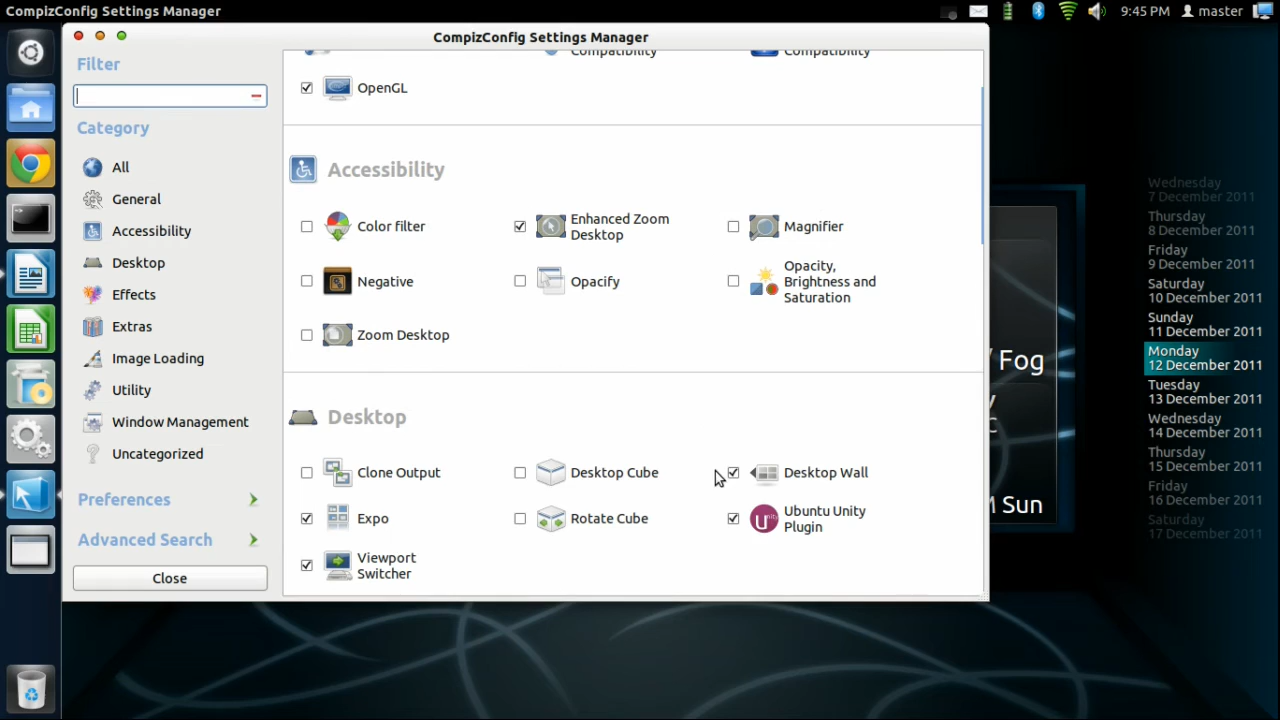 CompizConfig Settings Manager
9:45 PM
master
CompizConfig Settings Manager
Filter
Category
All
General
Accessibility
Desktop
Effects
Extras
Image Loading
Utility
Window Management
Uncategorized
Preferences
Advanced Search
Close
Compatibility
Compatibility
OpenGL
Accessibility
Color filter
Enhanced Zoom
Desktop
Magnifier
Negative
Opacify
Opacity,
Brightness and
Saturation
Zoom Desktop
Desktop
Clone Output
Desktop Cube
Desktop Wall
Expo
Rotate Cube
Ubuntu Unity
Plugin
Viewport
Switcher
Fog
C
M Sun
Wednesday
7 December 2011
Thursday
8 December 2011
Friday
9 December 2011
Saturday
10 December 2011
Sunday
11 December 2011
Monday
12 December 2011
Tuesday
13 December 2011
Wednesday
14 December 2011
Thursday
15 December 2011
Friday
16 December 2011
Saturday
17 December 2011